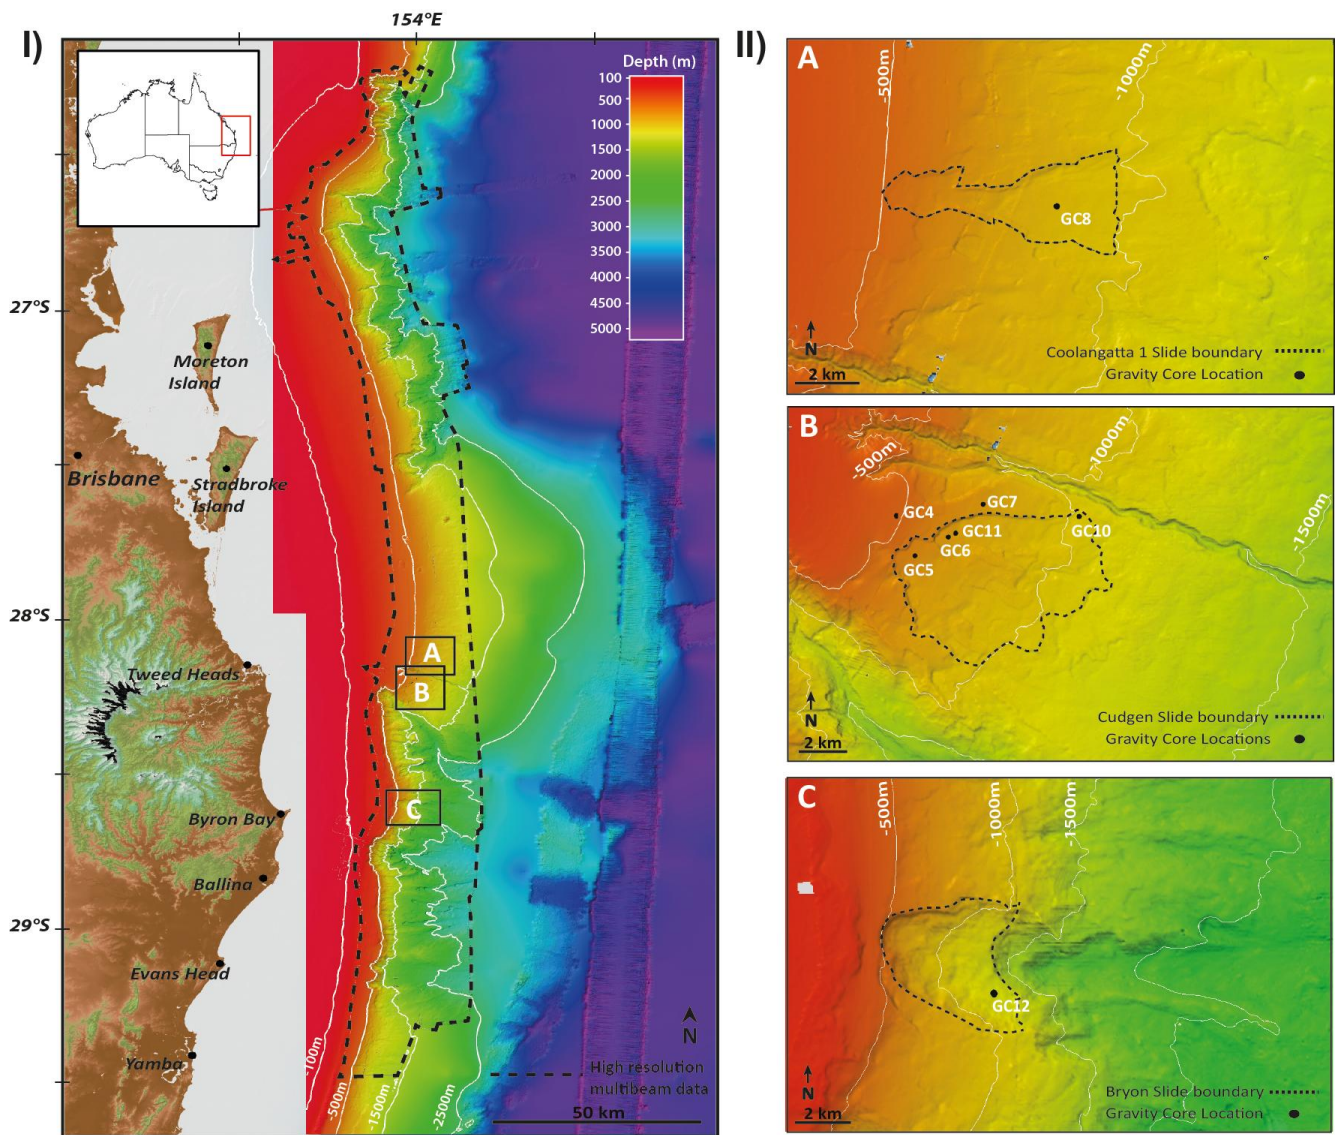 I)
154°E
Depth (m)
100
500
1000
1500
2000
2500
3000
3500
4000
4500
5000
27°S
28°S
29°S
Moreton
Island
Brisbane
Stradbroke
Island
Tweed Heads
Byron Bay
Ballina
Evans Head
Yamba
A
B
C
-100m
-500m
-1500m
-2500m
N
High resolution
multibeam data
50 km
II)
A
-500m
-1000m
GC8
N
2 km
Coolangatta 1 Slide boundary
Gravity Core Location
B
-500m
-1000m
-1500m
GC4
GC7
GC11
GC6
GC5
GC10
N
2 km
Cudgen Slide boundary
Gravity Core Locations
C
-500m
-1000m
-1500m
GC12
N
2 km
Bryon Slide boundary
Gravity Core Location